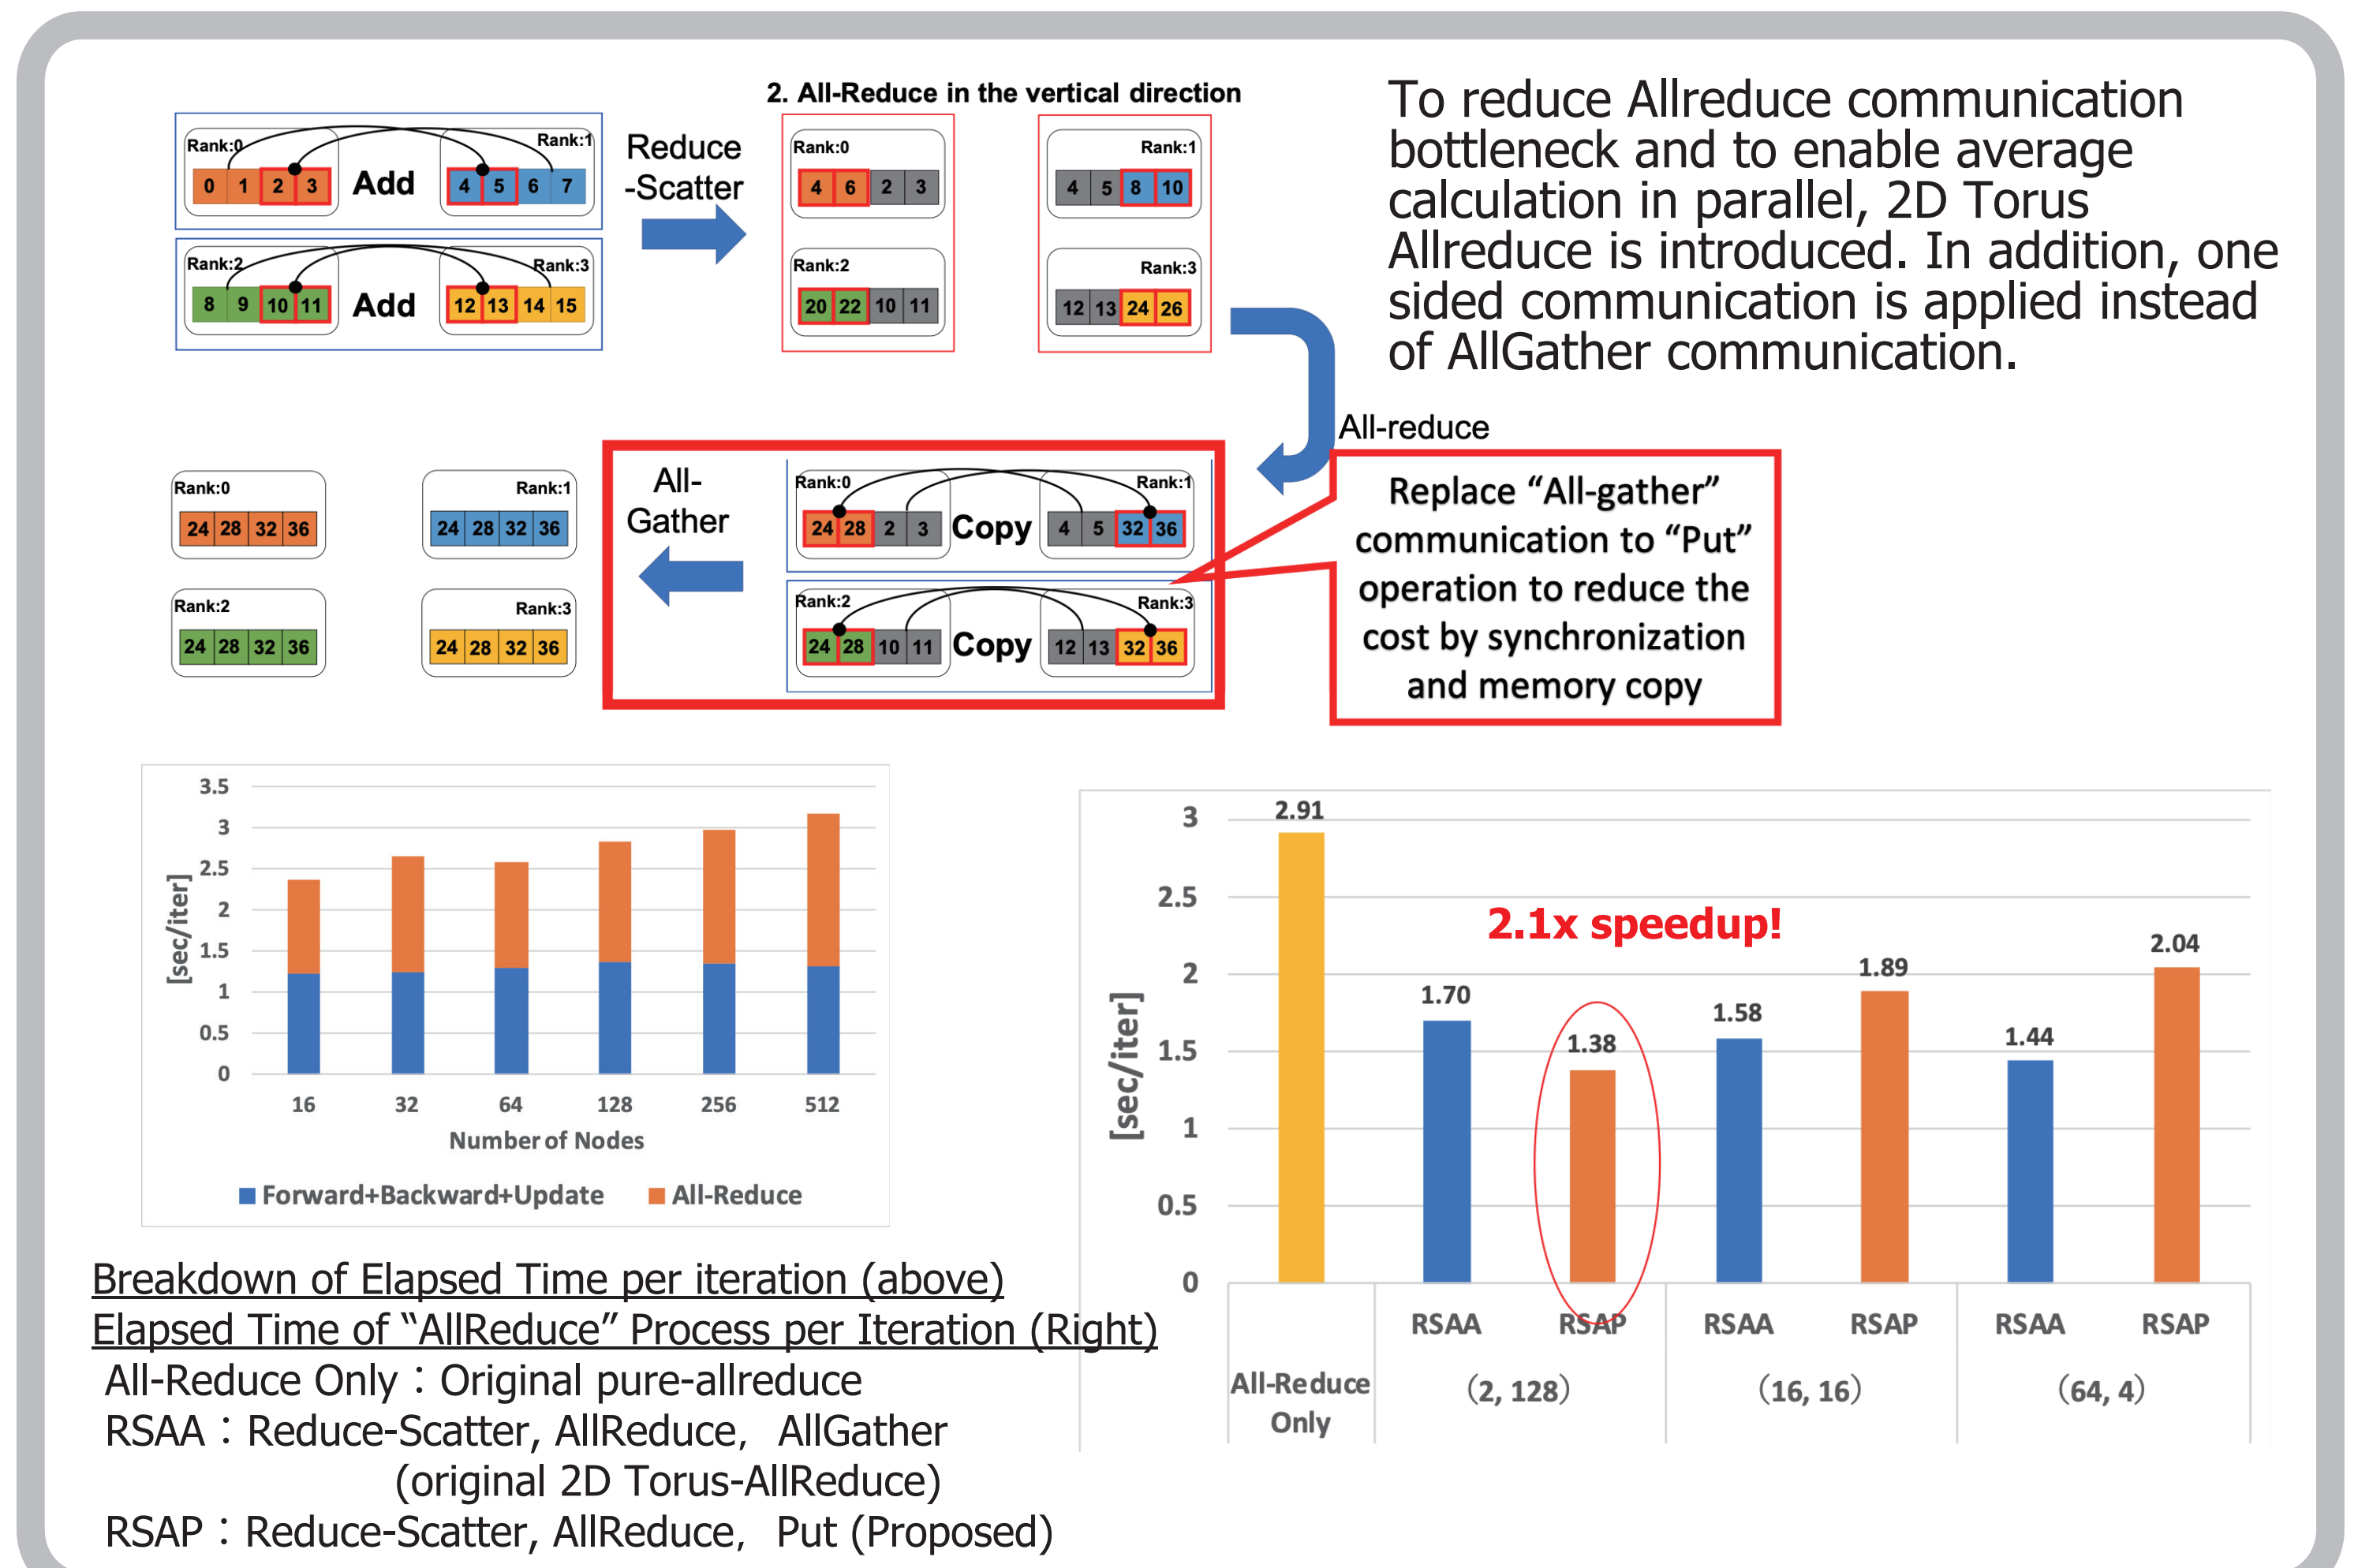 2. All-Reduce in the vertical direction
Rank:0
0 1 2 3
Add
Rank:1
4 5 6 7
Rank:2
8 9 10 11
Add
Rank:3
12 13 14 15
Reduce
-Scatter
Rank:0
4 6 2 3
Rank:1
4 5 8 10
Rank:2
20 22 10 11
Rank:3
12 13 24 26
To reduce Allreduce communication
bottleneck and to enable average
calculation in parallel, 2D Torus
Allreduce is introduced. In addition, one
sided communication is applied instead
of AllGather communication.
All-reduce
Rank:0
24 28 2 3
Copy
Rank:1
4 5 32 36
Rank:2
24 28 10 11
Copy
Rank:3
12 13 32 36
Replace “All-gather”
communication to “Put”
operation to reduce the
cost by synchronization
and memory copy
All-
Gather
Rank:0
24 28 32 36
Rank:1
24 28 32 36
Rank:2
24 28 32 36
Rank:3
24 28 32 36
[sec/iter]
3.5
3
2.5
2
1.5
1
0.5
0
16 32 64 128 256 512
Number of Nodes
Forward+Backward+Update All-Reduce
[sec/iter]
3
2.5
2
1.5
1
0.5
0
2.91
2.1x speedup!
1.70
1.38
1.58
1.89
1.44
2.04
RSAA RSAP RSAA RSAP RSAA RSAP
All-Reduce
Only
(2, 128) (16, 16) (64, 4)
Breakdown of Elapsed Time per iteration (above)
Elapsed Time of “AllReduce” Process per Iteration (Right)
All-Reduce Only：Original pure-allreduce
RSAA：Reduce-Scatter, AllReduce, AllGather
(original 2D Torus-AllReduce)
RSAP：Reduce-Scatter, AllReduce, Put (Proposed)